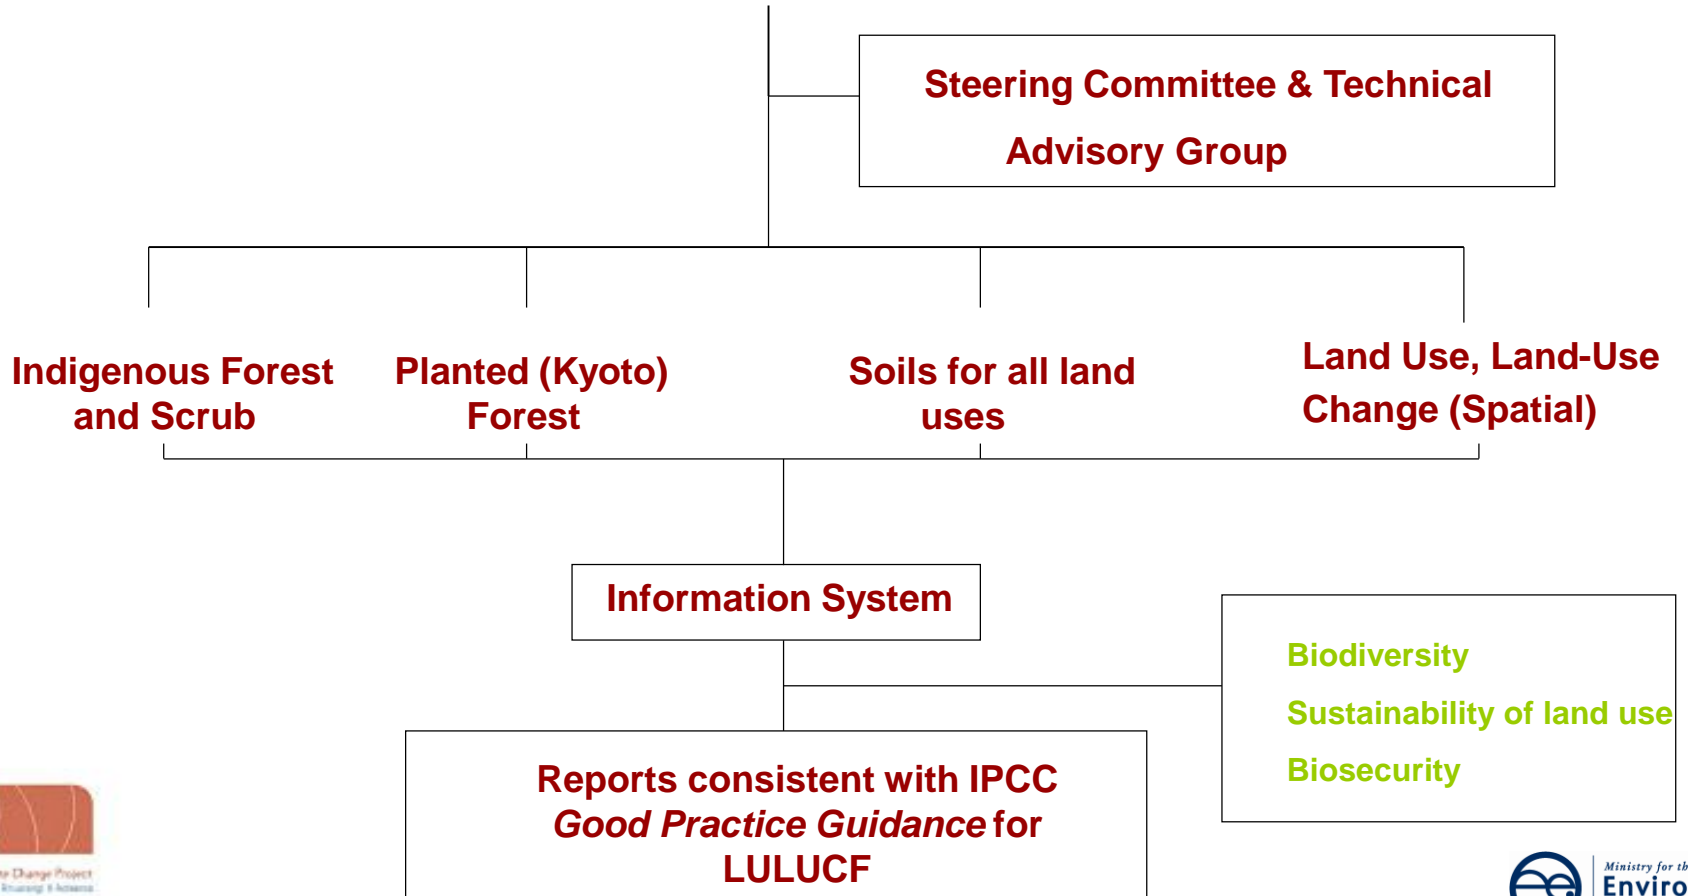 Steering Committee & Technical
Advisory Group
Indigenous Forest
and Scrub
Planted (Kyoto)
Forest
Soils for all land
uses
Land Use, Land-Use
Change (Spatial)
Information System
Biodiversity
Sustainability of land use
Biosecurity
Reports consistent with IPCC
Good Practice Guidance for
LULUCF
Change Project
Ministry for th
Enviro